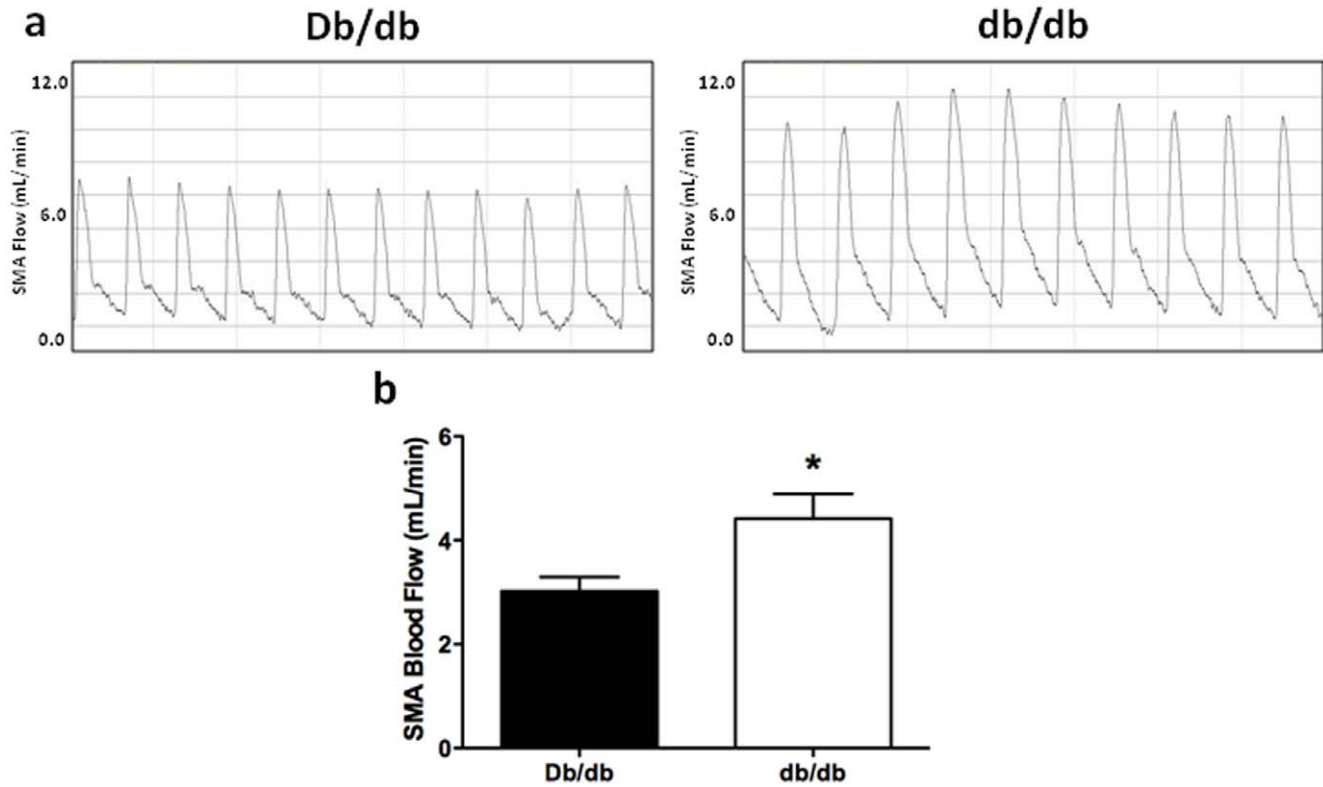 a
Db/db
db/db
12.0
6.0
0.0
SMA Flow (mL/min)
12.0
6.0
0.0
SMA Flow (mL/min)
b
SMA Blood Flow (mL/min)
6
4
2
0
*
Db/db
db/db